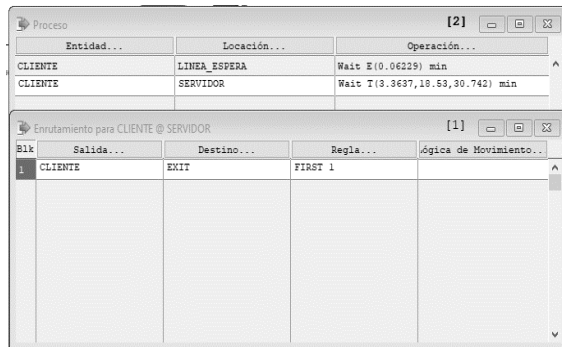 Proceso [2]
Entidad... Locación... Operación...
CLIENTE LINEA_ESPERA Wait E(0.06229) min
CLIENTE SERVIDOR Wait T(3.3637,18.53,30.742) min
Enrutamiento para CLIENTE @ SERVIDOR [1]
Blk Salida... Destino... Regla... Lógica de Movimiento...
1 CLIENTE EXIT FIRST 1